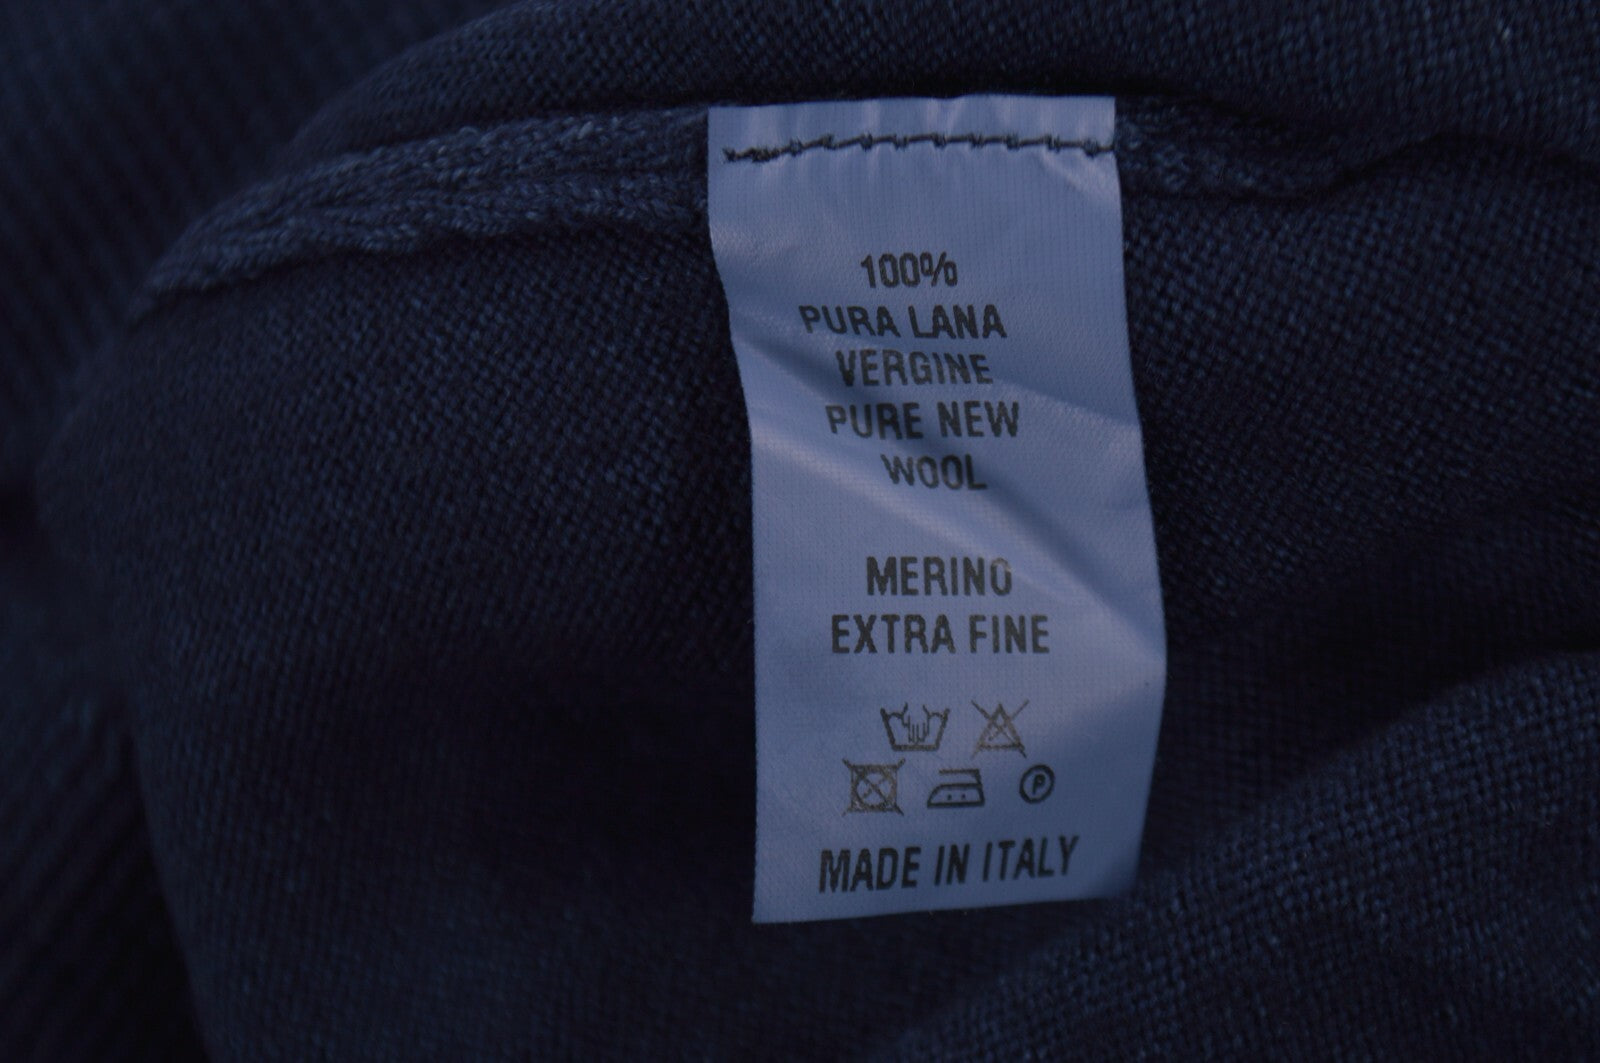 100%
PURA LANA
VERGINE
PURE NEW
WOOL
MERINO
EXTRA FINE
P
MADE IN ITALY